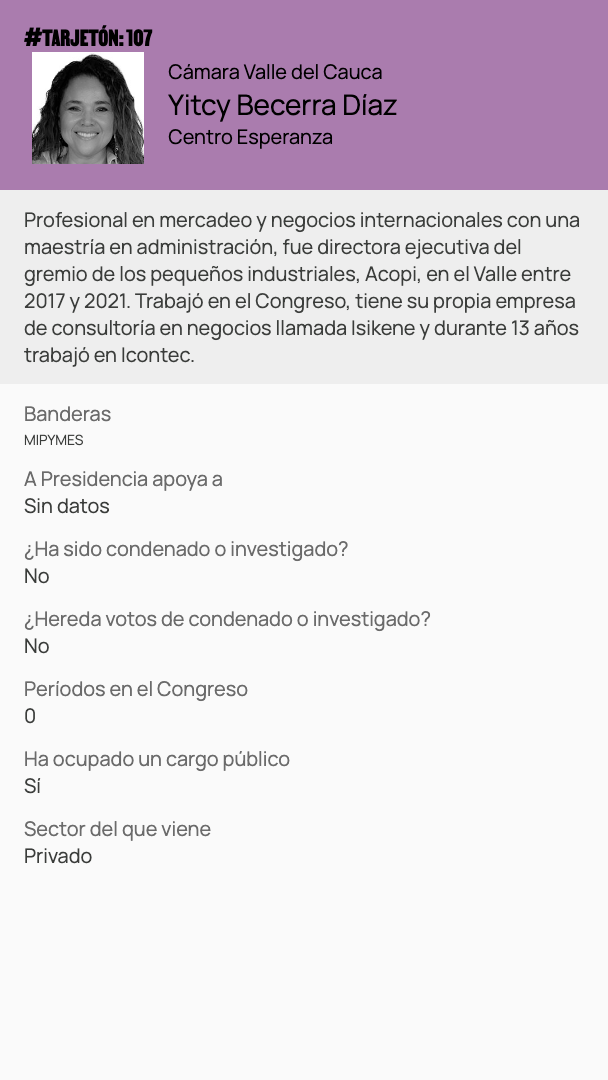 #TARJETÓN: 107
Cámara Valle del Cauca
Yitcy Becerra Díaz
Centro Esperanza
Profesional en mercadeo y negocios internacionales con una
maestría en administración, fue directora ejecutiva del
gremio de los pequeños industriales, Acopi, en el Valle entre
2017 y 2021. Trabajó en el Congreso, tiene su propia empresa
de consultoría en negocios llamada Isikene y durante 13 años
trabajó en Icontec.
Banderas
MIPYMES
A Presidencia apoya a
Sin datos
¿Ha sido condenado o investigado?
No
¿Hereda votos de condenado o investigado?
No
Períodos en el Congreso
0
Ha ocupado un cargo público
Sí
Sector del que viene
Privado